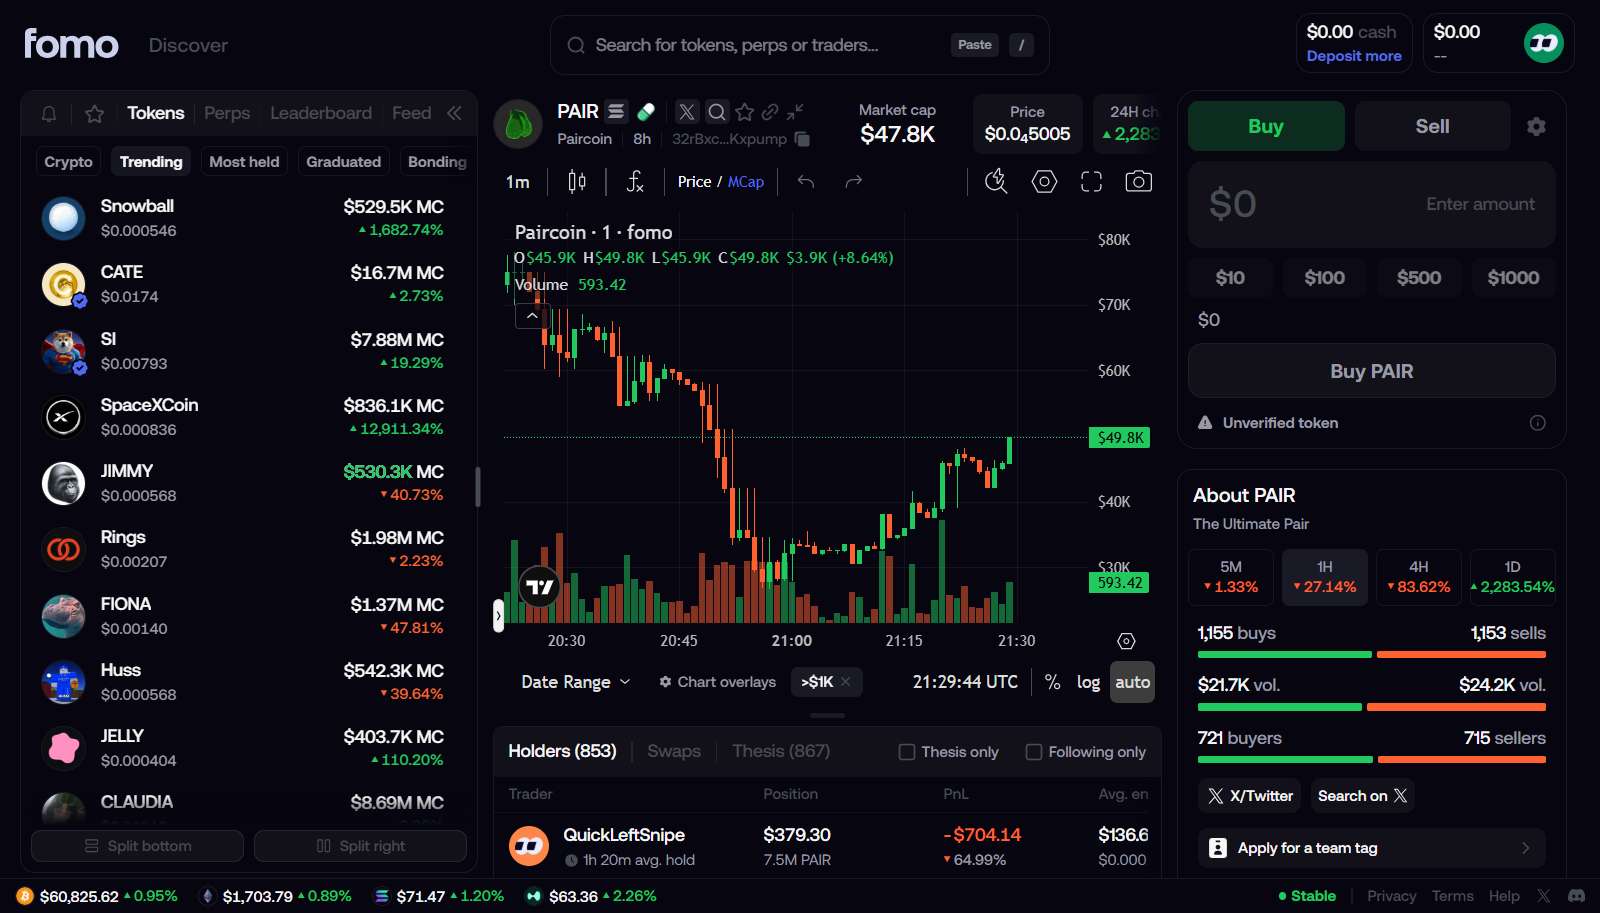 fomo
Discover
Search for tokens, perps or traders...
Paste
/
$0.00 cash
Deposit more
$0.00
--
Tokens
Perps
Leaderboard
Feed
Crypto
Trending
Most held
Graduated
Bonding
Snowball $529.5K MC
$0.000546 1,682.74%
CATE $16.7M MC
$0.0174 2.73%
SI $7.88M MC
$0.00793 19.29%
SpaceXCoin $836.1K MC
$0.000836 12,911.34%
JIMMY $530.3K MC
$0.000568 40.73%
Rings $1.98M MC
$0.00207 2.23%
FIONA $1.37M MC
$0.00140 47.81%
Huss $542.3K MC
$0.000568 39.64%
JELLY $403.7K MC
$0.000404 110.20%
CLAUDIA $8.69M MC
Split bottom
Split right
PAIR
Paircoin 8h 32rBxc...Kxpump
Market cap
$47.8K
Price
$0.0₄5005
24H ch
2,283
1m
Price / MCap
Paircoin · 1 · fomo
O$45.9K H$49.8K L$45.9K C$49.8K $3.9K (+8.64%)
Volume 593.42
$80K
$70K
$60K
$49.8K
$40K
$30K
593.42
20:30 20:45 21:00 21:15 21:30
Date Range
Chart overlays
>$1K
21:29:44 UTC
%
log
auto
Holders (853)
Swaps
Thesis (867)
Thesis only
Following only
Trader Position PnL Avg. en
QuickLeftSnipe $379.30 -$704.14 $136.6
1h 20m avg. hold 7.5M PAIR 64.99% $0.000
Buy
Sell
$0
Enter amount
$10
$100
$500
$1000
$0
Buy PAIR
Unverified token
About PAIR
The Ultimate Pair
5M 1H 4H 1D
1.33% 27.14% 83.62% 2,283.54%
1,155 buys 1,153 sells
$21.7K vol. $24.2K vol.
721 buyers 715 sellers
X/Twitter
Search on X
Apply for a team tag
$60,825.62 0.95%
$1,703.79 0.89%
$71.47 1.20%
$63.36 2.26%
Stable
Privacy
Terms
Help